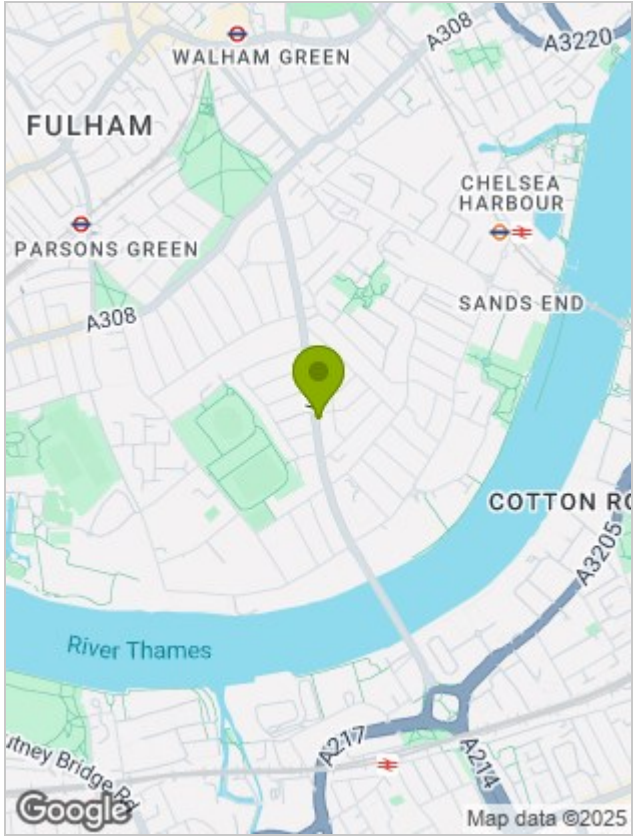 A308
A3220
WALHAM GREEN
FULHAM
CHELSEA
HARBOUR
PARSONS GREEN
SANDS END
A308
COTTON RO
A3205
River Thames
A217
utney Bridge Rd
A214
Google
Map data ©2025